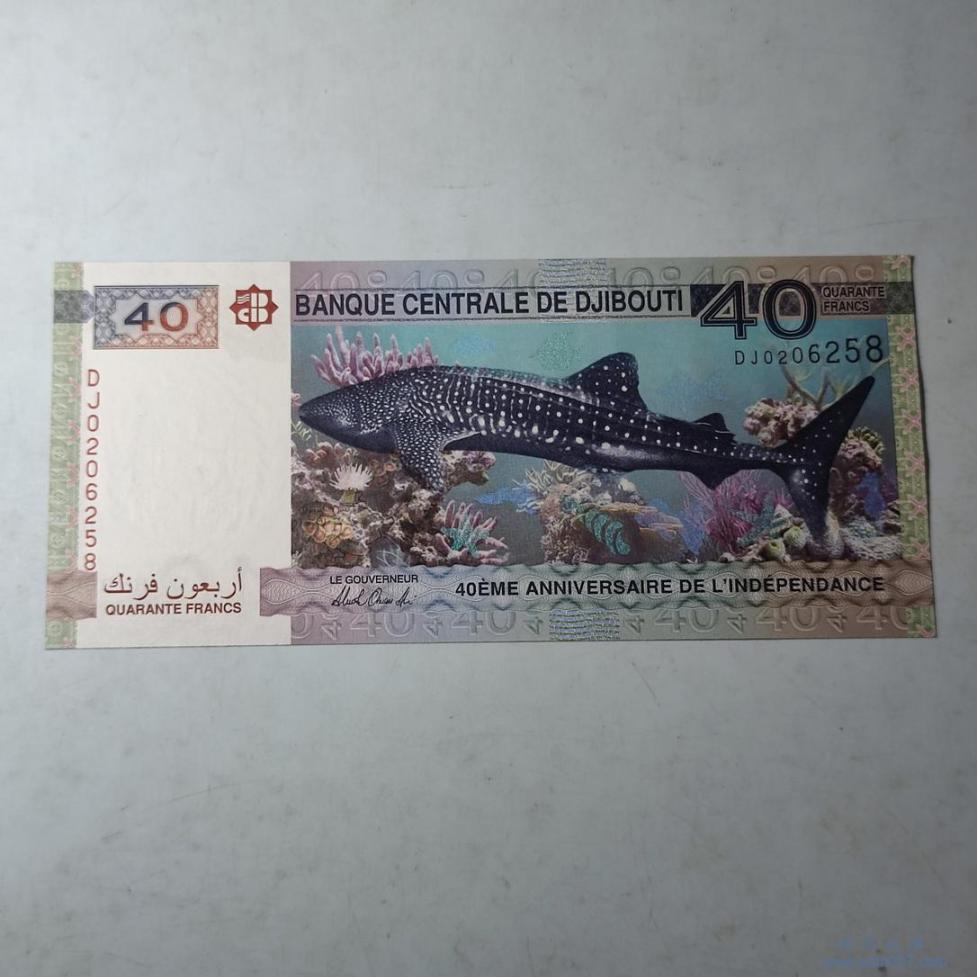 40
BANQUE CENTRALE DE DJIBOUTI
40
QUARANTE
FRANCS
DJ0206258
DJ0206258
أربعون فرنك
QUARANTE FRANCS
LE GOUVERNEUR
40ÈME ANNIVERSAIRE DE L'INDÉPENDANCE